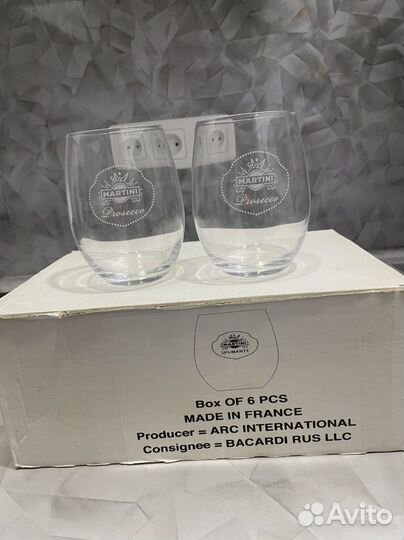 MARTINI
Prosecco
MARTINI
Prosecco
MARTINI
SPUMANTE
Box OF 6 PCS
MADE IN FRANCE
Producer = ARC INTERNATIONAL
Consignee = BACARDI RUS LLC
Avito